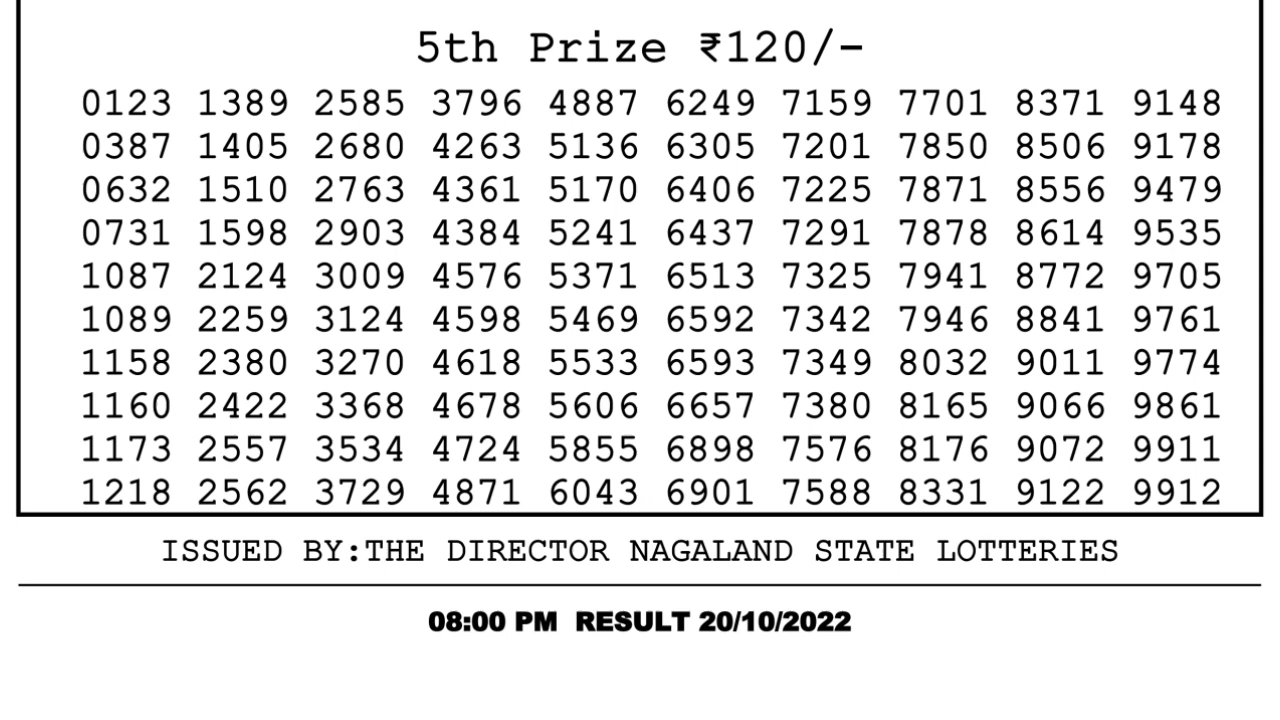 5th Prize ₹120/-
0123 1389 2585 3796 4887 6249 7159 7701 8371 9148
0387 1405 2680 4263 5136 6305 7201 7850 8506 9178
0632 1510 2763 4361 5170 6406 7225 7871 8556 9479
0731 1598 2903 4384 5241 6437 7291 7878 8614 9535
1087 2124 3009 4576 5371 6513 7325 7941 8772 9705
1089 2259 3124 4598 5469 6592 7342 7946 8841 9761
1158 2380 3270 4618 5533 6593 7349 8032 9011 9774
1160 2422 3368 4678 5606 6657 7380 8165 9066 9861
1173 2557 3534 4724 5855 6898 7576 8176 9072 9911
1218 2562 3729 4871 6043 6901 7588 8331 9122 9912
ISSUED BY:THE DIRECTOR NAGALAND STATE LOTTERIES
08:00 PM RESULT 20/10/2022